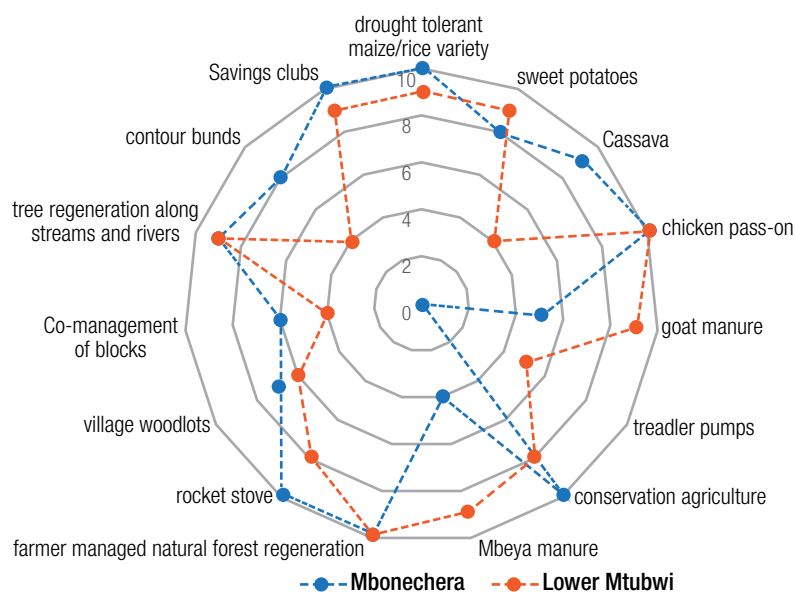 drought tolerant
maize/rice variety
sweet potatoes
Cassava
chicken pass-on
goat manure
treadler pumps
conservation agriculture
Mbeya manure
farmer managed natural forest regeneration
rocket stove
village woodlots
Co-management
of blocks
tree regeneration along
streams and rivers
contour bunds
Savings clubs
10
8
6
4
2
0
Mbonechera
Lower Mtubwi